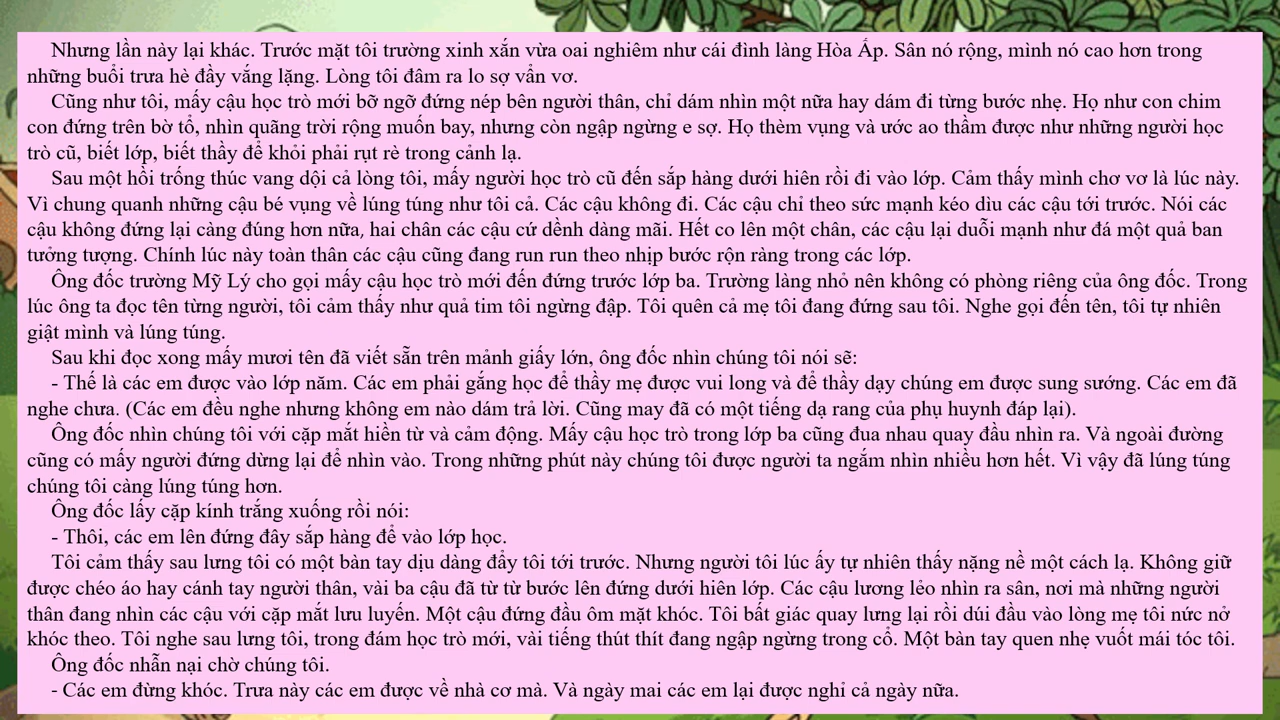 Nhưng lần này lại khác. Trước mặt tôi trường xinh xắn vừa oai nghiêm như cái đình làng Hòa Ấp. Sân nó rộng, mình nó cao hơn trong
những buổi trưa hè đầy vắng lặng. Lòng tôi đâm ra lo sợ vẩn vơ.
Cũng như tôi, mấy cậu học trò mới bỡ ngỡ đứng nép bên người thân, chỉ dám nhìn một nữa hay dám đi từng bước nhẹ. Họ như con chim
con đứng trên bờ tổ, nhìn quãng trời rộng muốn bay, nhưng còn ngập ngừng e sợ. Họ thèm vụng và ước ao thầm được như những người học
trò cũ, biết lớp, biết thầy để khỏi phải rụt rè trong cảnh lạ.
Sau một hồi trống thúc vang dội cả lòng tôi, mấy người học trò cũ đến sắp hàng dưới hiên rồi đi vào lớp. Cảm thấy mình chơ vơ là lúc này.
Vì chung quanh những cậu bé vụng về lúng túng như tôi cả. Các cậu không đi. Các cậu chỉ theo sức mạnh kéo dìu các cậu tới trước. Nói các
cậu không đứng lại càng đúng hơn nữa, hai chân các cậu cứ dềnh dàng mãi. Hết co lên một chân, các cậu lại duỗi mạnh như đá một quả ban
tưởng tượng. Chính lúc này toàn thân các cậu cũng đang run run theo nhịp bước rộn ràng trong các lớp.
Ông đốc trường Mỹ Lý cho gọi mấy cậu học trò mới đến đứng trước lớp ba. Trường làng nhỏ nên không có phòng riêng của ông đốc. Trong
lúc ông ta đọc tên từng người, tôi cảm thấy như quả tim tôi ngừng đập. Tôi quên cả mẹ tôi đang đứng sau tôi. Nghe gọi đến tên, tôi tự nhiên
giật mình và lúng túng.
Sau khi đọc xong mấy mươi tên đã viết sẵn trên mảnh giấy lớn, ông đốc nhìn chúng tôi nói sẽ:
- Thế là các em được vào lớp năm. Các em phải gắng học để thầy mẹ được vui long và để thầy dạy chúng em được sung sướng. Các em đã
nghe chưa. (Các em đều nghe nhưng không em nào dám trả lời. Cũng may đã có một tiếng dạ rang của phụ huynh đáp lại).
Ông đốc nhìn chúng tôi với cặp mắt hiền từ và cảm động. Mấy cậu học trò trong lớp ba cũng đua nhau quay đầu nhìn ra. Và ngoài đường
cũng có mấy người đứng dừng lại để nhìn vào. Trong những phút này chúng tôi được người ta ngắm nhìn nhiều hơn hết. Vì vậy đã lúng túng
chúng tôi càng lúng túng hơn.
Ông đốc lấy cặp kính trắng xuống rồi nói:
- Thôi, các em lên đứng đây sắp hàng để vào lớp học.
Tôi cảm thấy sau lưng tôi có một bàn tay dịu dàng đẩy tôi tới trước. Nhưng người tôi lúc ấy tự nhiên thấy nặng nề một cách lạ. Không giữ
được chéo áo hay cánh tay người thân, vài ba cậu đã từ từ bước lên đứng dưới hiên lớp. Các cậu lương lẻo nhìn ra sân, nơi mà những người
thân đang nhìn các cậu với cặp mắt lưu luyến. Một cậu đứng đầu ôm mặt khóc. Tôi bất giác quay lưng lại rồi dúi đầu vào lòng mẹ tôi nức nở
khóc theo. Tôi nghe sau lưng tôi, trong đám học trò mới, vài tiếng thút thít đang ngập ngừng trong cổ. Một bàn tay quen nhẹ vuốt mái tóc tôi.
Ông đốc nhẫn nại chờ chúng tôi.
- Các em đừng khóc. Trưa này các em được về nhà cơ mà. Và ngày mai các em lại được nghỉ cả ngày nữa.